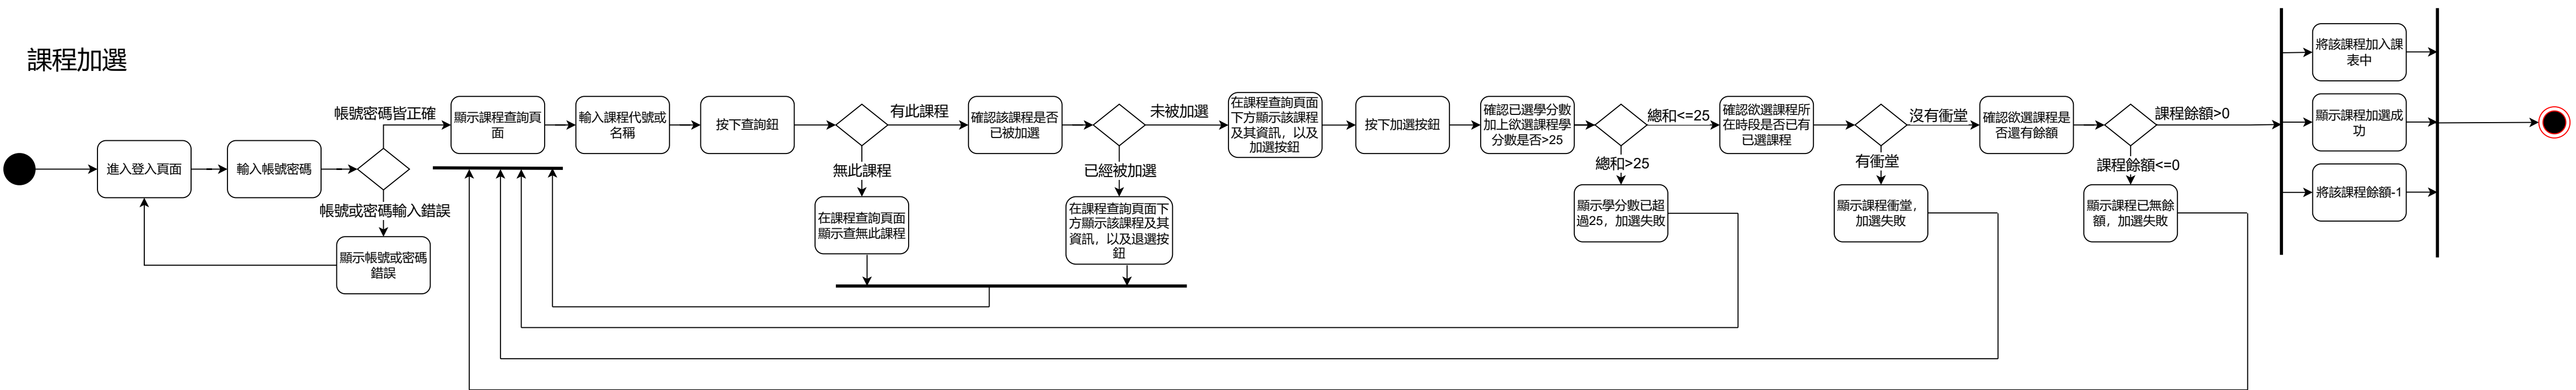 課程加選
進入登入頁面
輸入帳號密碼
帳號密碼皆正確
帳號或密碼輸入錯誤
顯示帳號或密碼
錯誤
顯示課程查詢頁
面
輸入課程代號或
名稱
按下查詢鈕
有此課程
無此課程
在課程查詢頁面
顯示查無此課程
確認該課程是否
已被加選
未被加選
已經被加選
在課程查詢頁面下
方顯示該課程及其
資訊，以及退選按
鈕
在課程查詢頁面
下方顯示該課程
及其資訊，以及
加選按鈕
按下加選按鈕
確認已選學分數
加上欲選課程學
分數是否>25
總和<=25
總和>25
顯示學分數已超
過25，加選失敗
確認欲選課程所
在時段是否已有
已選課程
沒有衝堂
有衝堂
顯示課程衝堂，
加選失敗
確認欲選課程是
否還有餘額
課程餘額>0
課程餘額<=0
顯示課程已無餘
額，加選失敗
將該課程加入課
表中
顯示課程加選成
功
將該課程餘額-1